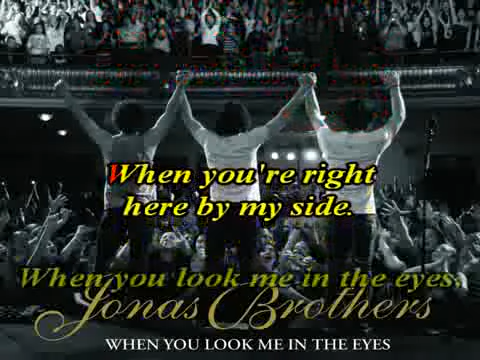 When you're right
here by my side.
When you look me in the eyes.
Jonas Brothers
WHEN YOU LOOK ME IN THE EYES